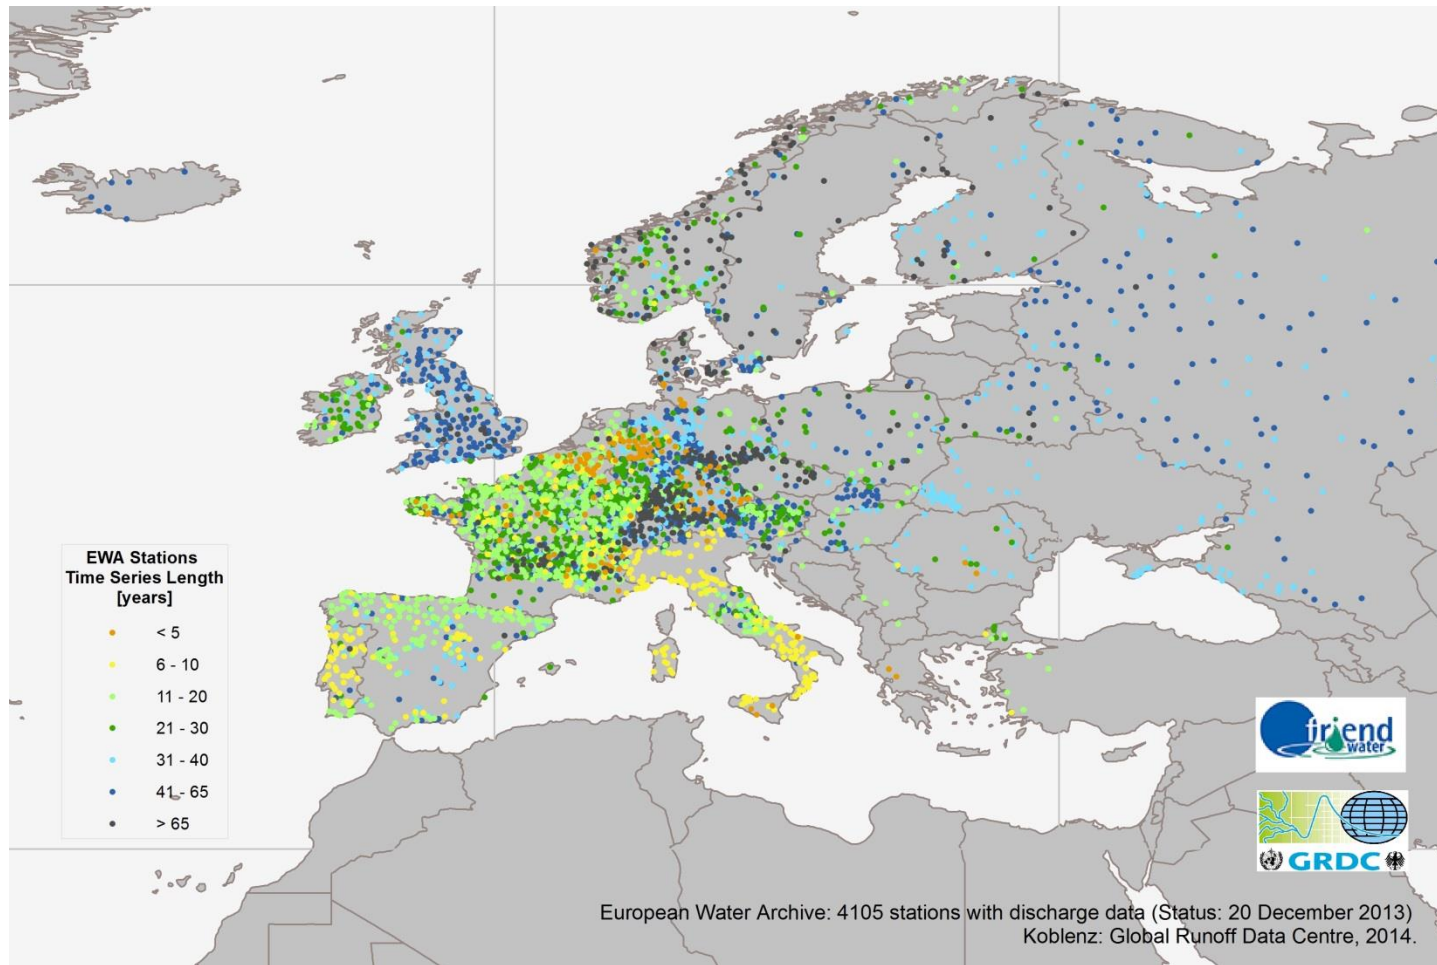 EWA Stations
Time Series Length
[years]
< 5
6 - 10
11 - 20
21 - 30
31 - 40
41 - 65
> 65
friend
water
GRDC
European Water Archive: 4105 stations with discharge data (Status: 20 December 2013)
Koblenz: Global Runoff Data Centre, 2014.